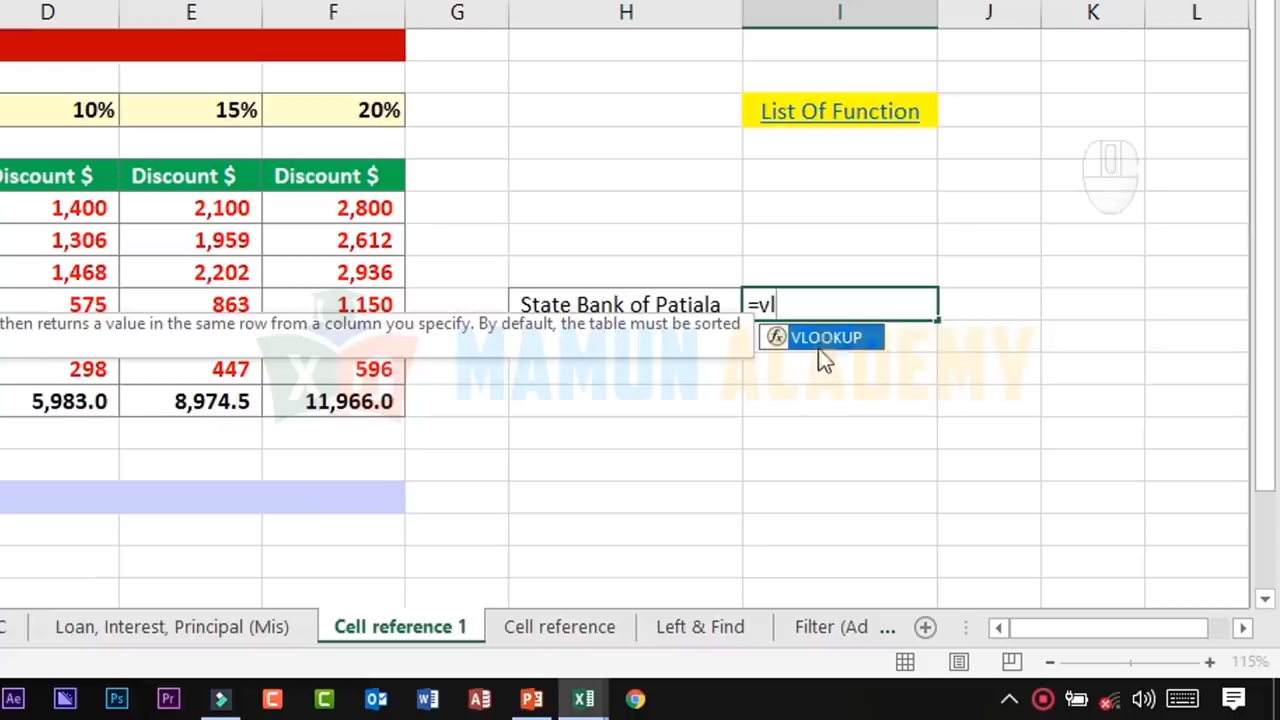 D E F G H I J K L
10% 15% 20% List Of Function
Discount $ Discount $
1,400 2,100 2,800
1,306 1,959 2,612
1,468 2,202 2,936
575 863 1,150 State Bank of Patiala =vl
then returns a value in the same row from a column you specify. By default, the table must be sorted
fx VLOOKUP
MAMUN ACADEMY
298 447 596
5,983.0 8,974.5 11,966.0
C Loan, Interest, Principal (Mis) Cell reference 1 Cell reference Left & Find Filter (Ad ...
115%
Ae Ps Pr C C